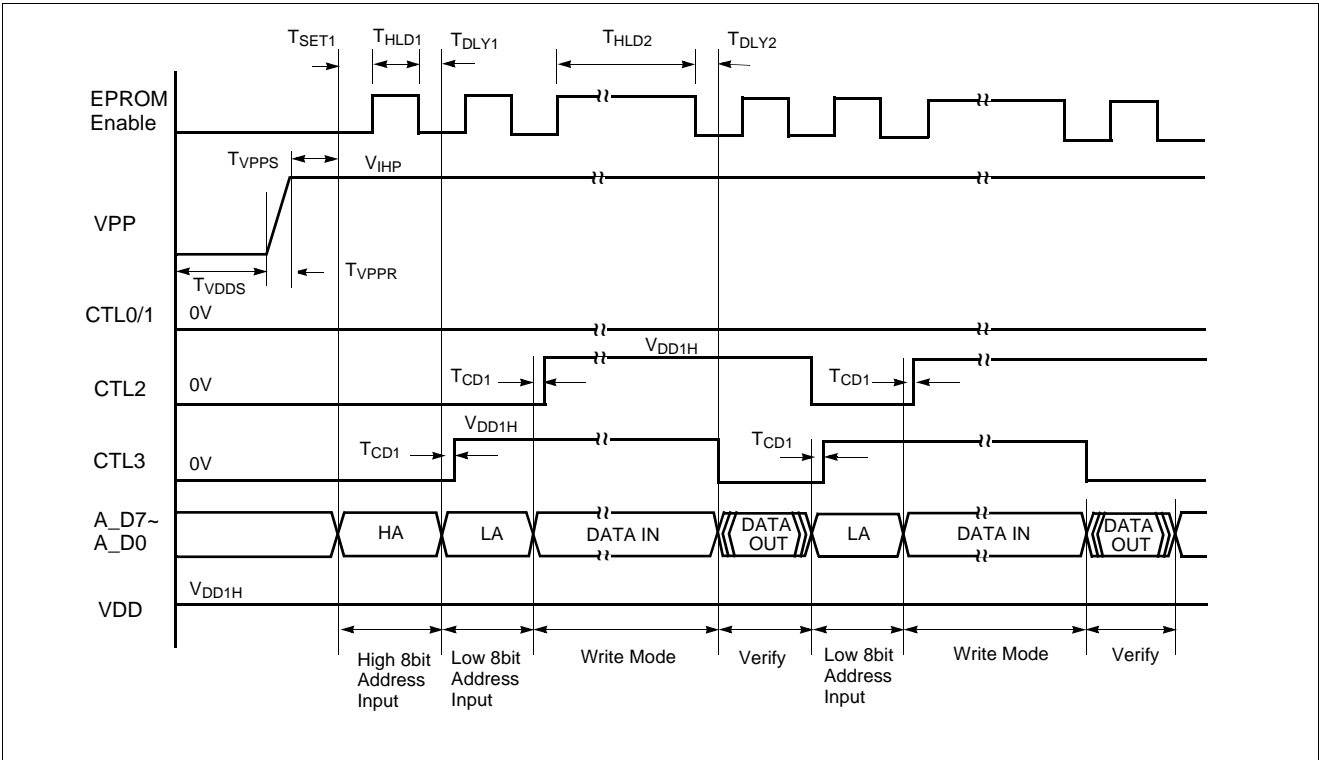 TSET1 THLD1 TDLY1 THLD2 TDLY2
EPROM
Enable
TVPPS VIHP
VPP
TVDDS TVPPR
CTL0/1 0V
VDD1H
CTL2 0V TCD1 TCD1
VDD1H
CTL3 0V TCD1 TCD1
A_D7~
A_D0
HA LA DATA IN DATA
OUT LA DATA IN DATA
OUT
VDD1H
VDD
High 8bit
Address
Input
Low 8bit
Address
Input
Write Mode
Verify
Low 8bit
Address
Input
Write Mode
Verify